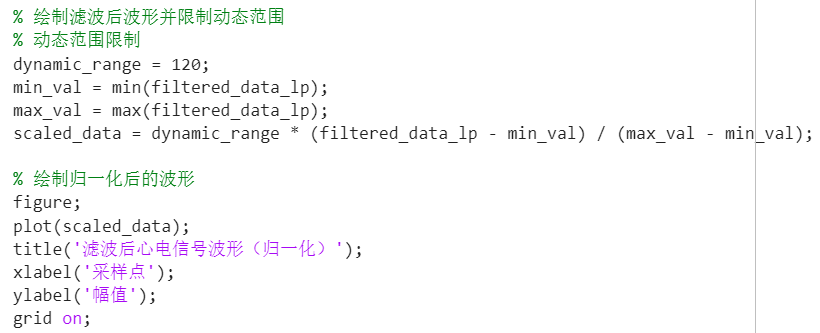 % 绘制滤波后波形并限制动态范围
% 动态范围限制
dynamic_range = 120;
min_val = min(filtered_data_lp);
max_val = max(filtered_data_lp);
scaled_data = dynamic_range * (filtered_data_lp - min_val) / (max_val - min_val);
% 绘制归一化后的波形
figure;
plot(scaled_data);
title('滤波后心电信号波形（归一化）');
xlabel('采样点');
ylabel('幅值');
grid on;